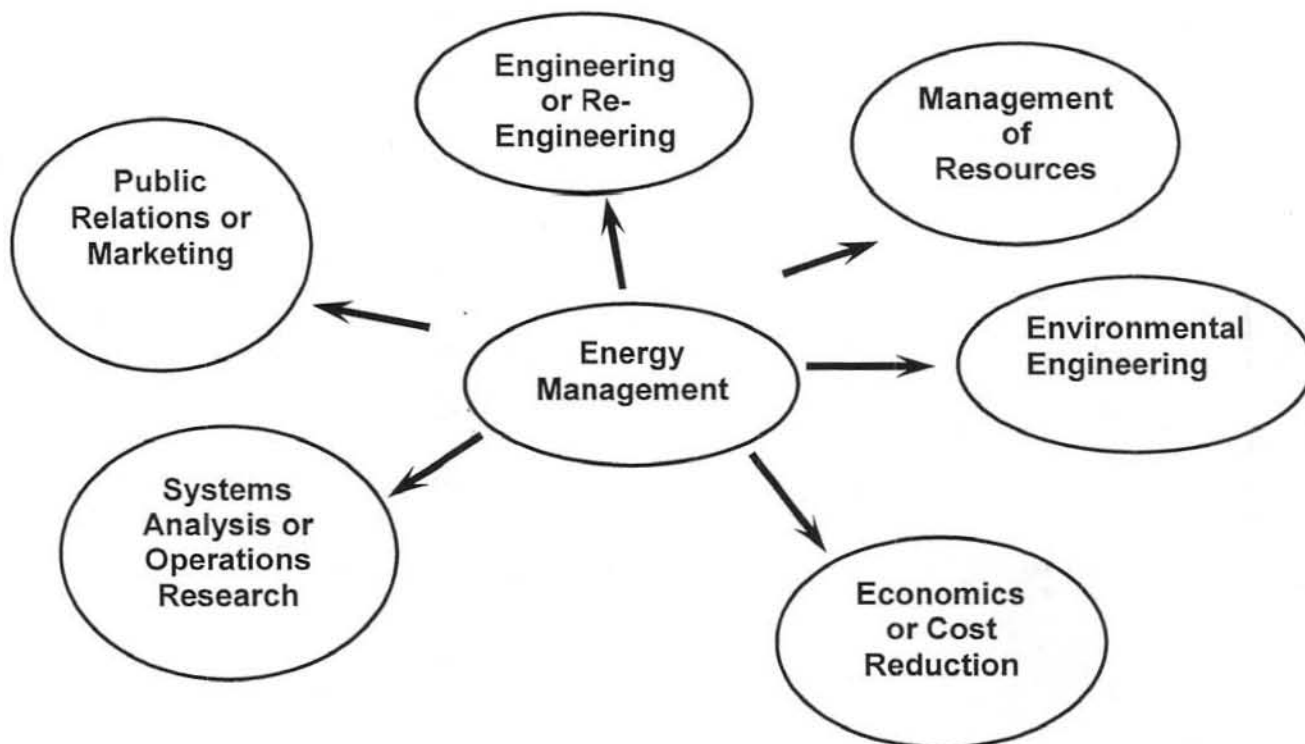 Engineering
or Re-
Engineering
Management
of
Resources
Public
Relations or
Marketing
Environmental
Engineering
Energy
Management
Systems
Analysis or
Operations
Research
Economics
or Cost
Reduction